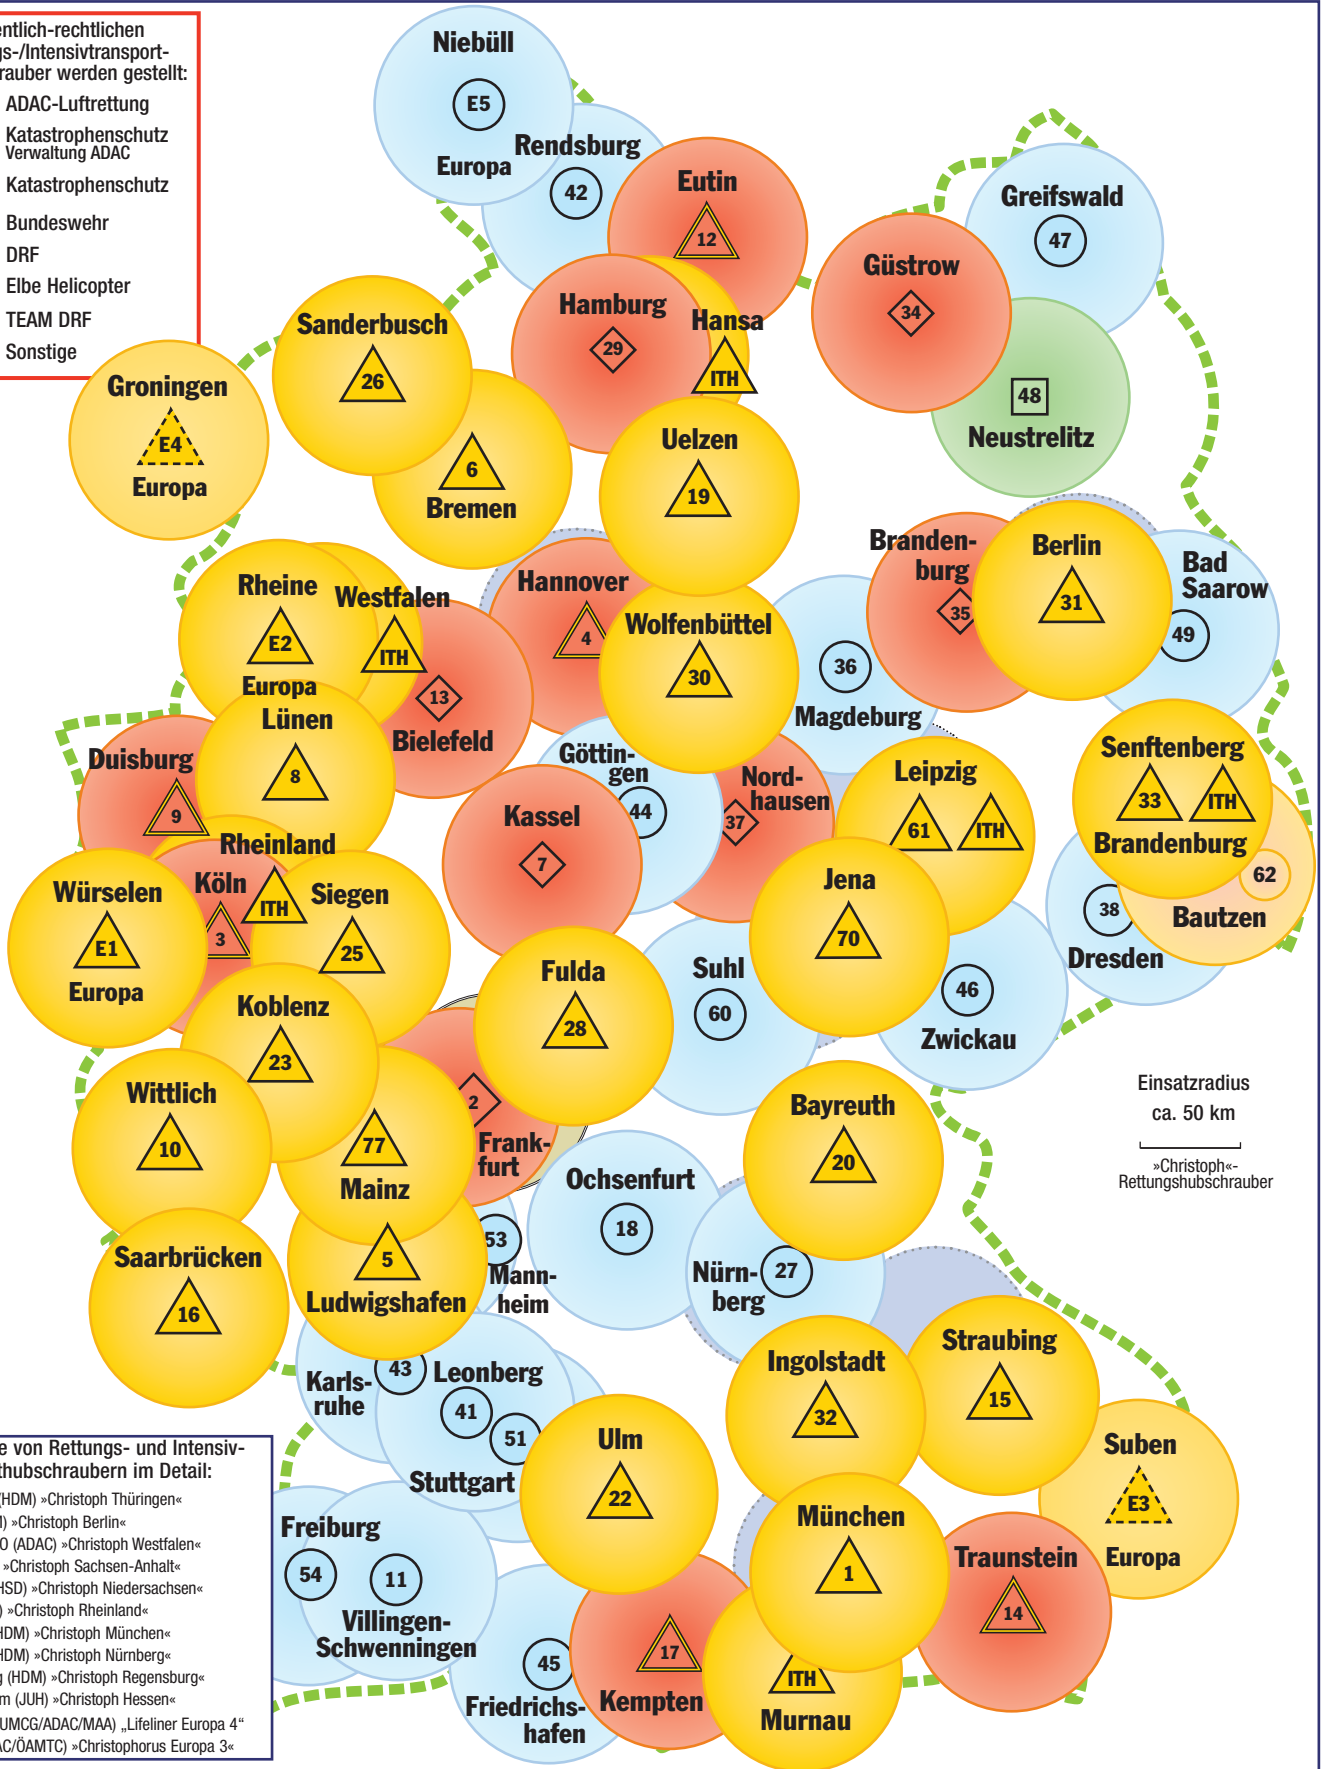 entlich-rechtlichen
gs-/Intensivtransport-
rauber werden gestellt:
ADAC-Luftrettung
Katastrophenschutz
Verwaltung ADAC
Katastrophenschutz
Bundeswehr
DRF
Elbe Helicopter
TEAM DRF
Sonstige
Niebüll
E5
Europa
Rendsburg
42
Eutin
12
Greifswald
47
Güstrow
34
Hamburg
29
Hansa
ITH
Sanderbusch
26
Groningen
E4
Europa
6
Bremen
Uelzen
19
48
Neustrelitz
Branden-
burg
35
Berlin
31
Bad
Saarow
49
Rheine
E2
Europa
Westfalen
ITH
Hannover
4
Wolfenbüttel
30
36
Magdeburg
13
Bielefeld
Lünen
8
Duisburg
9
Göttin-
gen
44
Nord-
hausen
37
Leipzig
61
ITH
Senftenberg
33
ITH
Brandenburg
Kassel
7
Rheinland
ITH
Köln
3
Siegen
25
Würselen
E1
Europa
Jena
70
62
Bautzen
38
Dresden
Fulda
28
Suhl
60
46
Zwickau
Koblenz
23
Wittlich
10
77
Mainz
2
Frank-
furt
Bayreuth
20
Einsatzradius
ca. 50 km
»Christoph«-
Rettungshubschrauber
Ochsenfurt
18
Saarbrücken
16
5
Ludwigshafen
53
Mann-
heim
Nürn-
berg
27
Ingolstadt
32
Straubing
15
Karls-
ruhe
43
Leonberg
41
51
Stuttgart
Ulm
22
Suben
E3
Europa
München
1
Traunstein
14
Freiburg
54
11
Villingen-
Schwenningen
45
Friedrichs-
hafen
17
Kempten
ITH
Murnau
e von Rettungs- und Intensiv-
thubschraubern im Detail:
(HDM) »Christoph Thüringen«
) »Christoph Berlin«
O (ADAC) »Christoph Westfalen«
»Christoph Sachsen-Anhalt«
HSD) »Christoph Niedersachsen«
) »Christoph Rheinland«
HDM) »Christoph München«
HDM) »Christoph Nürnberg«
g (HDM) »Christoph Regensburg«
m (JUH) »Christoph Hessen«
UMCG/ADAC/MAA) „Lifeliner Europa 4“
AC/ÖAMTC) »Christophorus Europa 3«